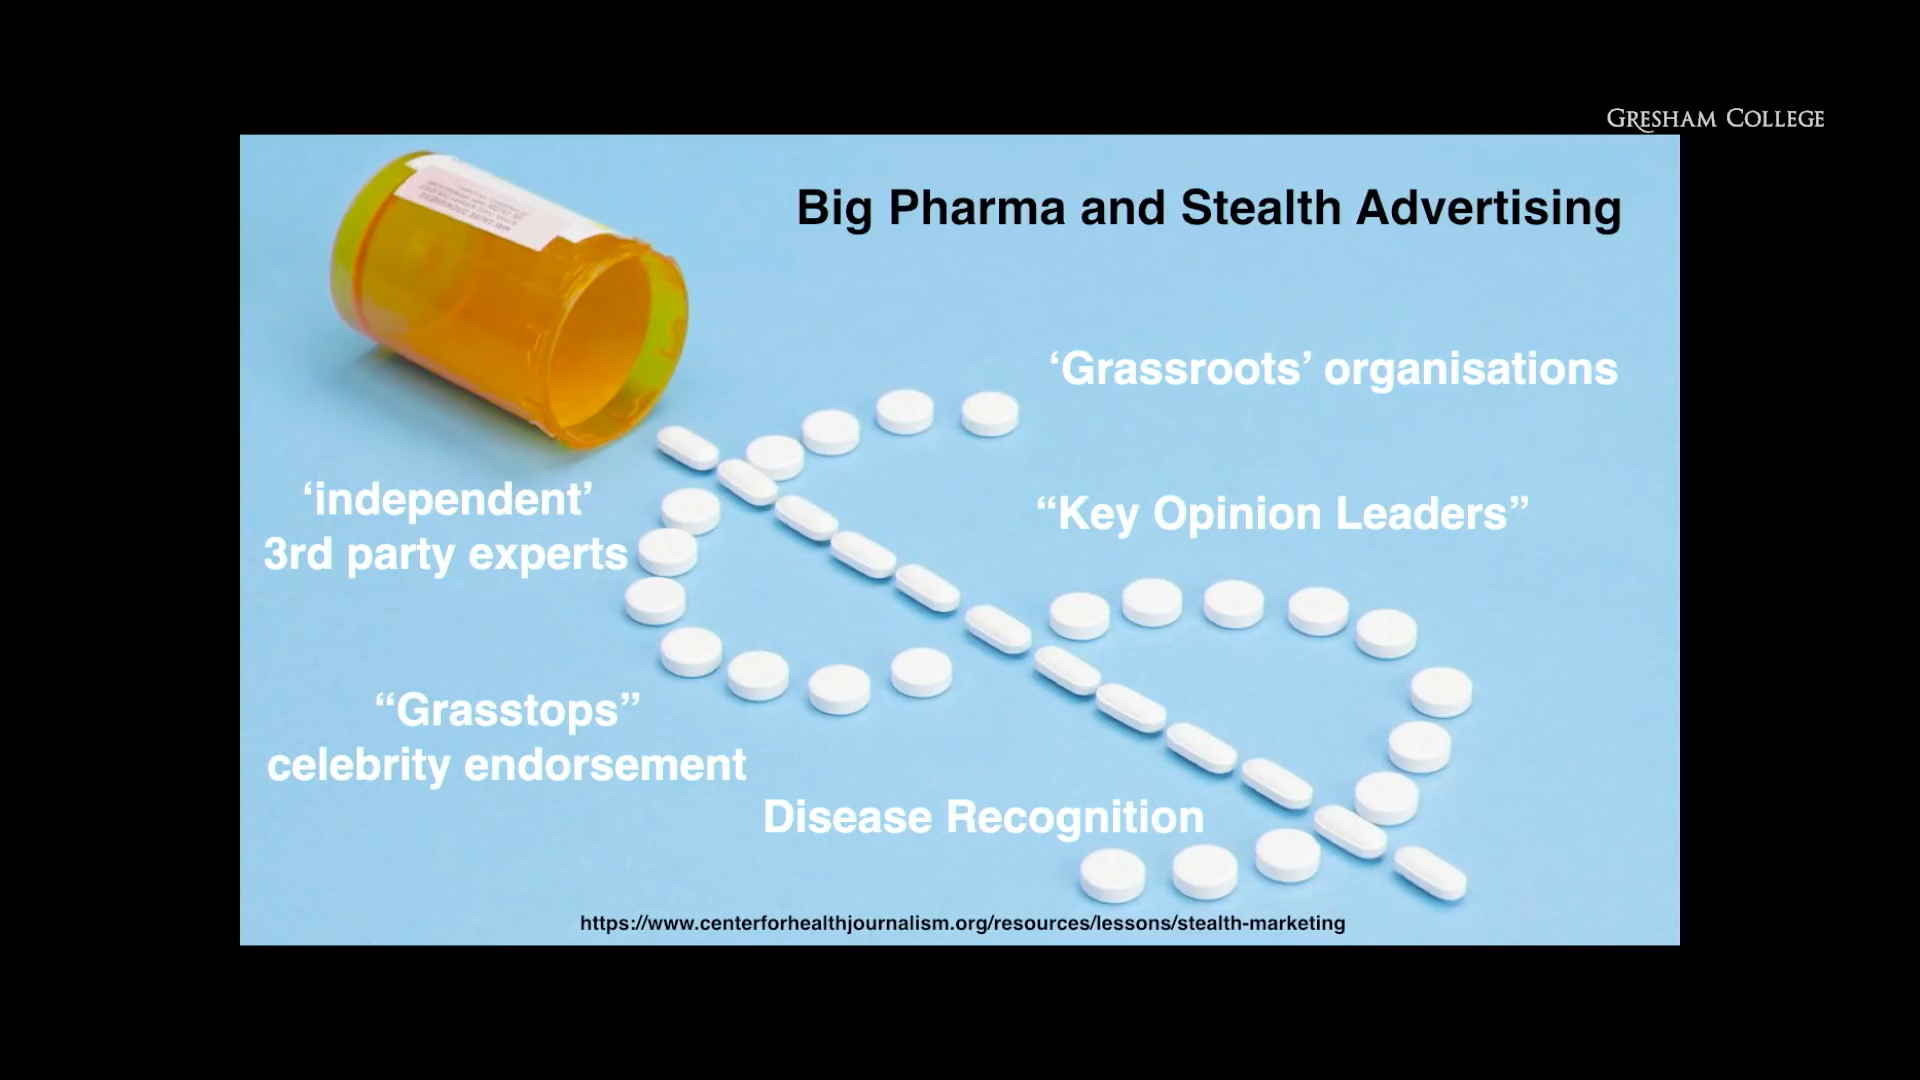 GRESHAM COLLEGE
Big Pharma and Stealth Advertising
‘Grassroots’ organisations
‘independent’
3rd party experts
“Key Opinion Leaders”
“Grasstops”
celebrity endorsement
Disease Recognition
https://www.centerforhealthjournalism.org/resources/lessons/stealth-marketing